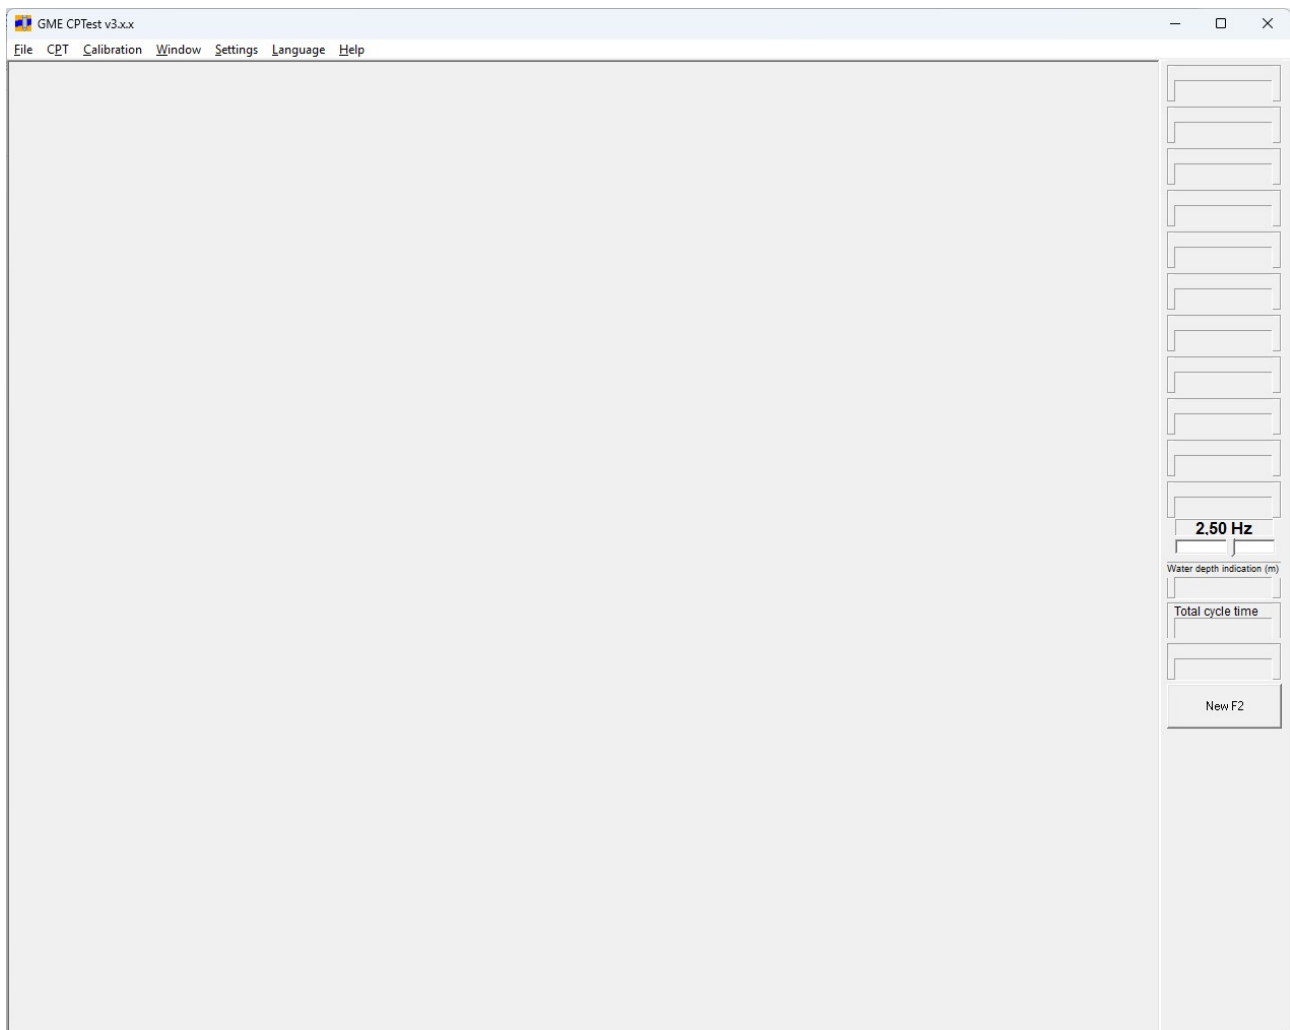 GME CPTest v3.x.x
File CPT Calibration Window Settings Language Help
2,50 Hz
Water depth indication (m)
Total cycle time
New F2